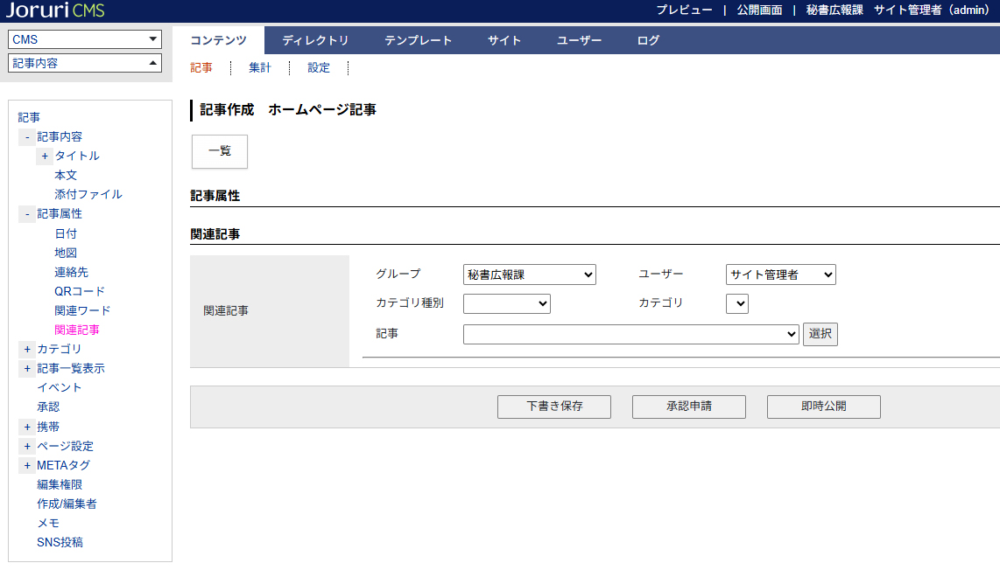 Joruri CMS
プレビュー | 公開画面 | 秘書広報課 サイト管理者（admin）
CMS
記事内容
コンテンツ ディレクトリ テンプレート サイト ユーザー ログ
記事 集計 設定
記事
- 記事内容
+ タイトル
本文
添付ファイル
- 記事属性
日付
地図
連絡先
QRコード
関連ワード
関連記事
+ カテゴリ
+ 記事一覧表示
イベント
承認
+ 携帯
+ ページ設定
+ METAタグ
編集権限
作成/編集者
メモ
SNS投稿
記事作成 ホームページ記事
一覧
記事属性
関連記事
関連記事
グループ 秘書広報課 ユーザー サイト管理者
カテゴリ種別 カテゴリ
記事 選択
下書き保存 承認申請 即時公開